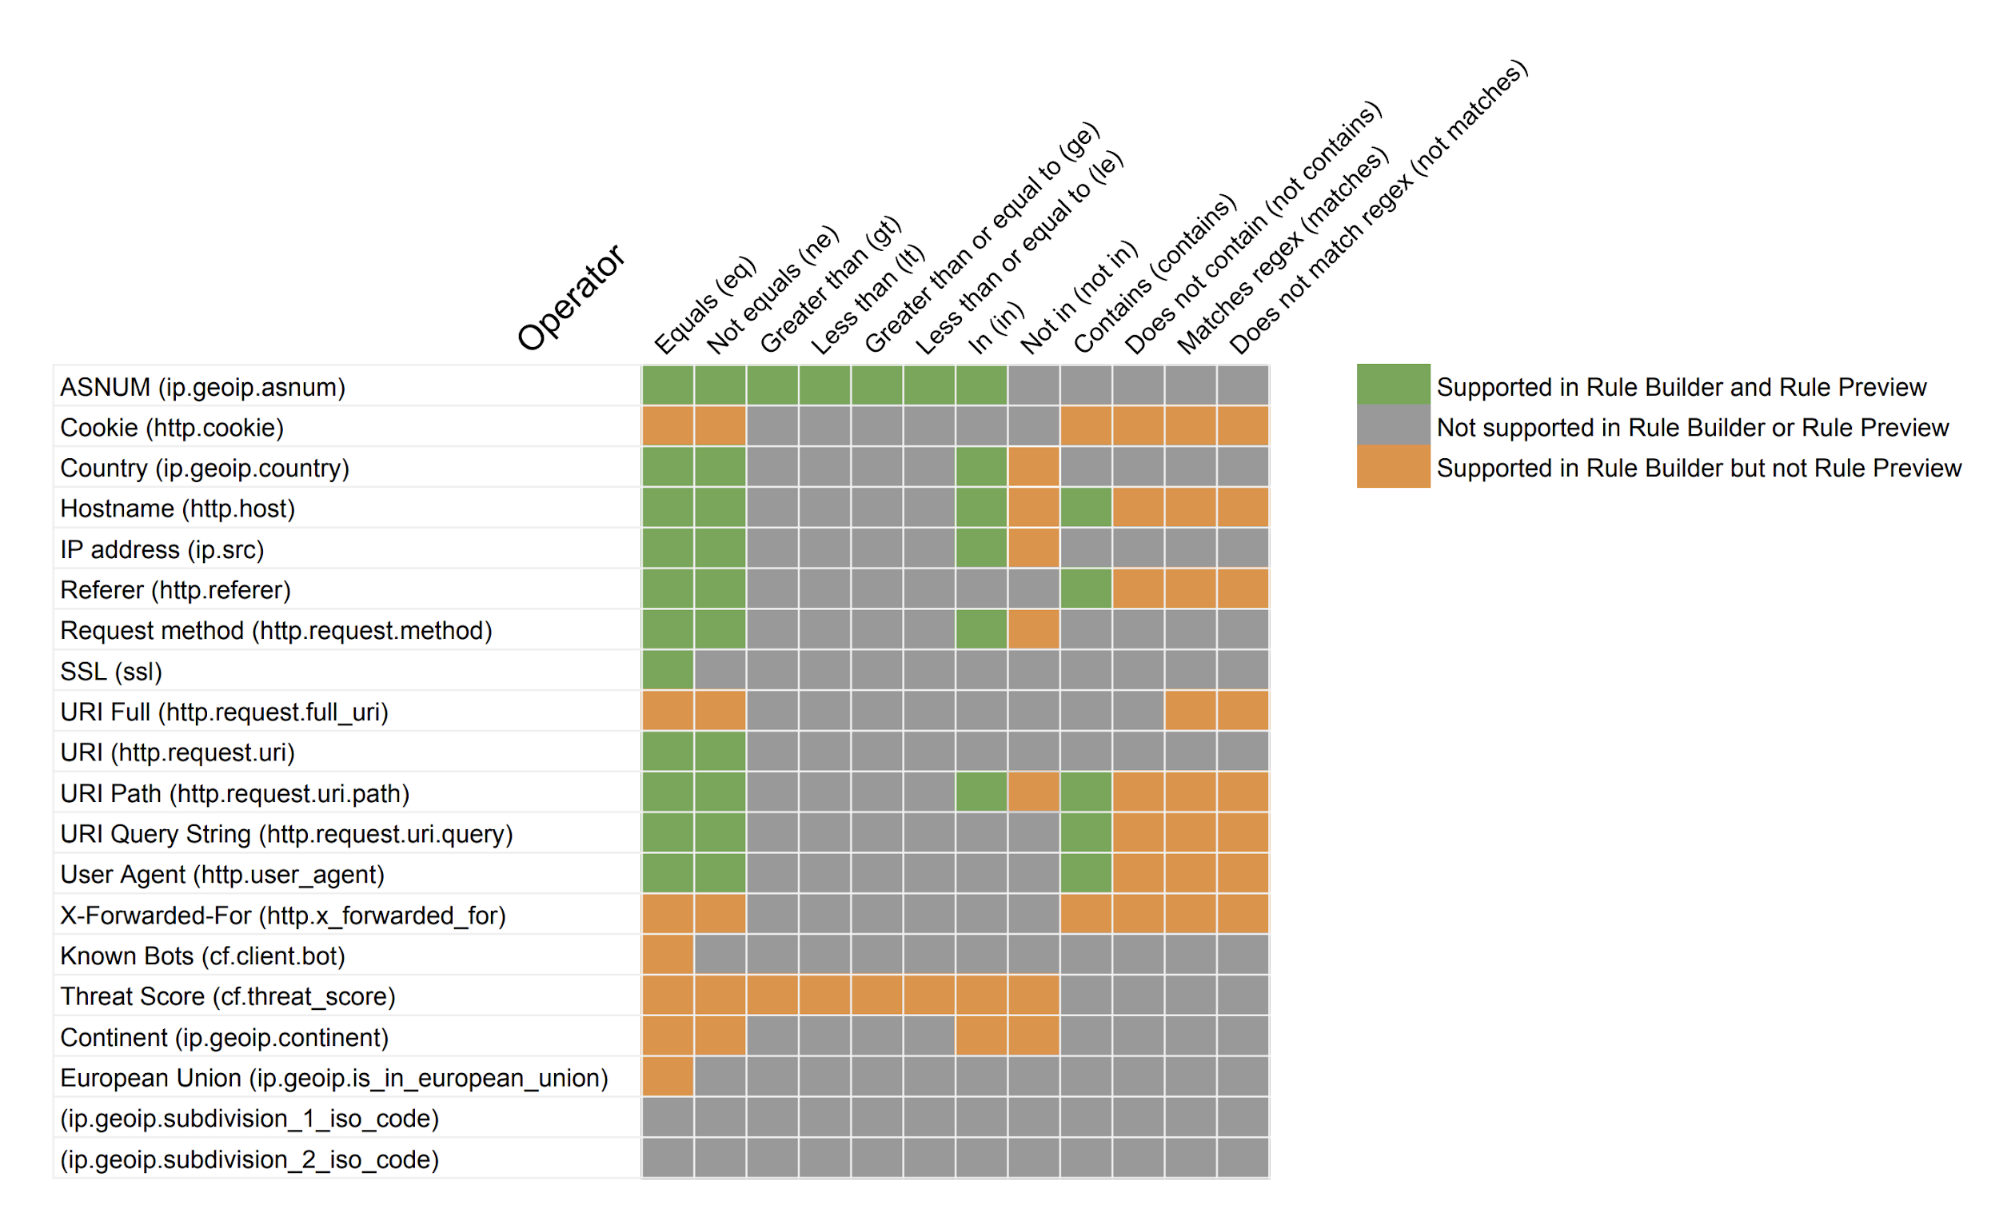 Operator
Equals (eq)
Not equals (ne)
Greater than (gt)
Less than (lt)
Greater than or equal to (ge)
Less than or equal to (le)
In (in)
Not in (not in)
Contains (contains)
Does not contain (not contains)
Matches regex (matches)
Does not match regex (not matches)
ASNUM (ip.geoip.asnum)
Cookie (http.cookie)
Country (ip.geoip.country)
Hostname (http.host)
IP address (ip.src)
Referer (http.referer)
Request method (http.request.method)
SSL (ssl)
URI Full (http.request.full_uri)
URI (http.request.uri)
URI Path (http.request.uri.path)
URI Query String (http.request.uri.query)
User Agent (http.user_agent)
X-Forwarded-For (http.x_forwarded_for)
Known Bots (cf.client.bot)
Threat Score (cf.threat_score)
Continent (ip.geoip.continent)
European Union (ip.geoip.is_in_european_union)
(ip.geoip.subdivision_1_iso_code)
(ip.geoip.subdivision_2_iso_code)
Supported in Rule Builder and Rule Preview
Not supported in Rule Builder or Rule Preview
Supported in Rule Builder but not Rule Preview